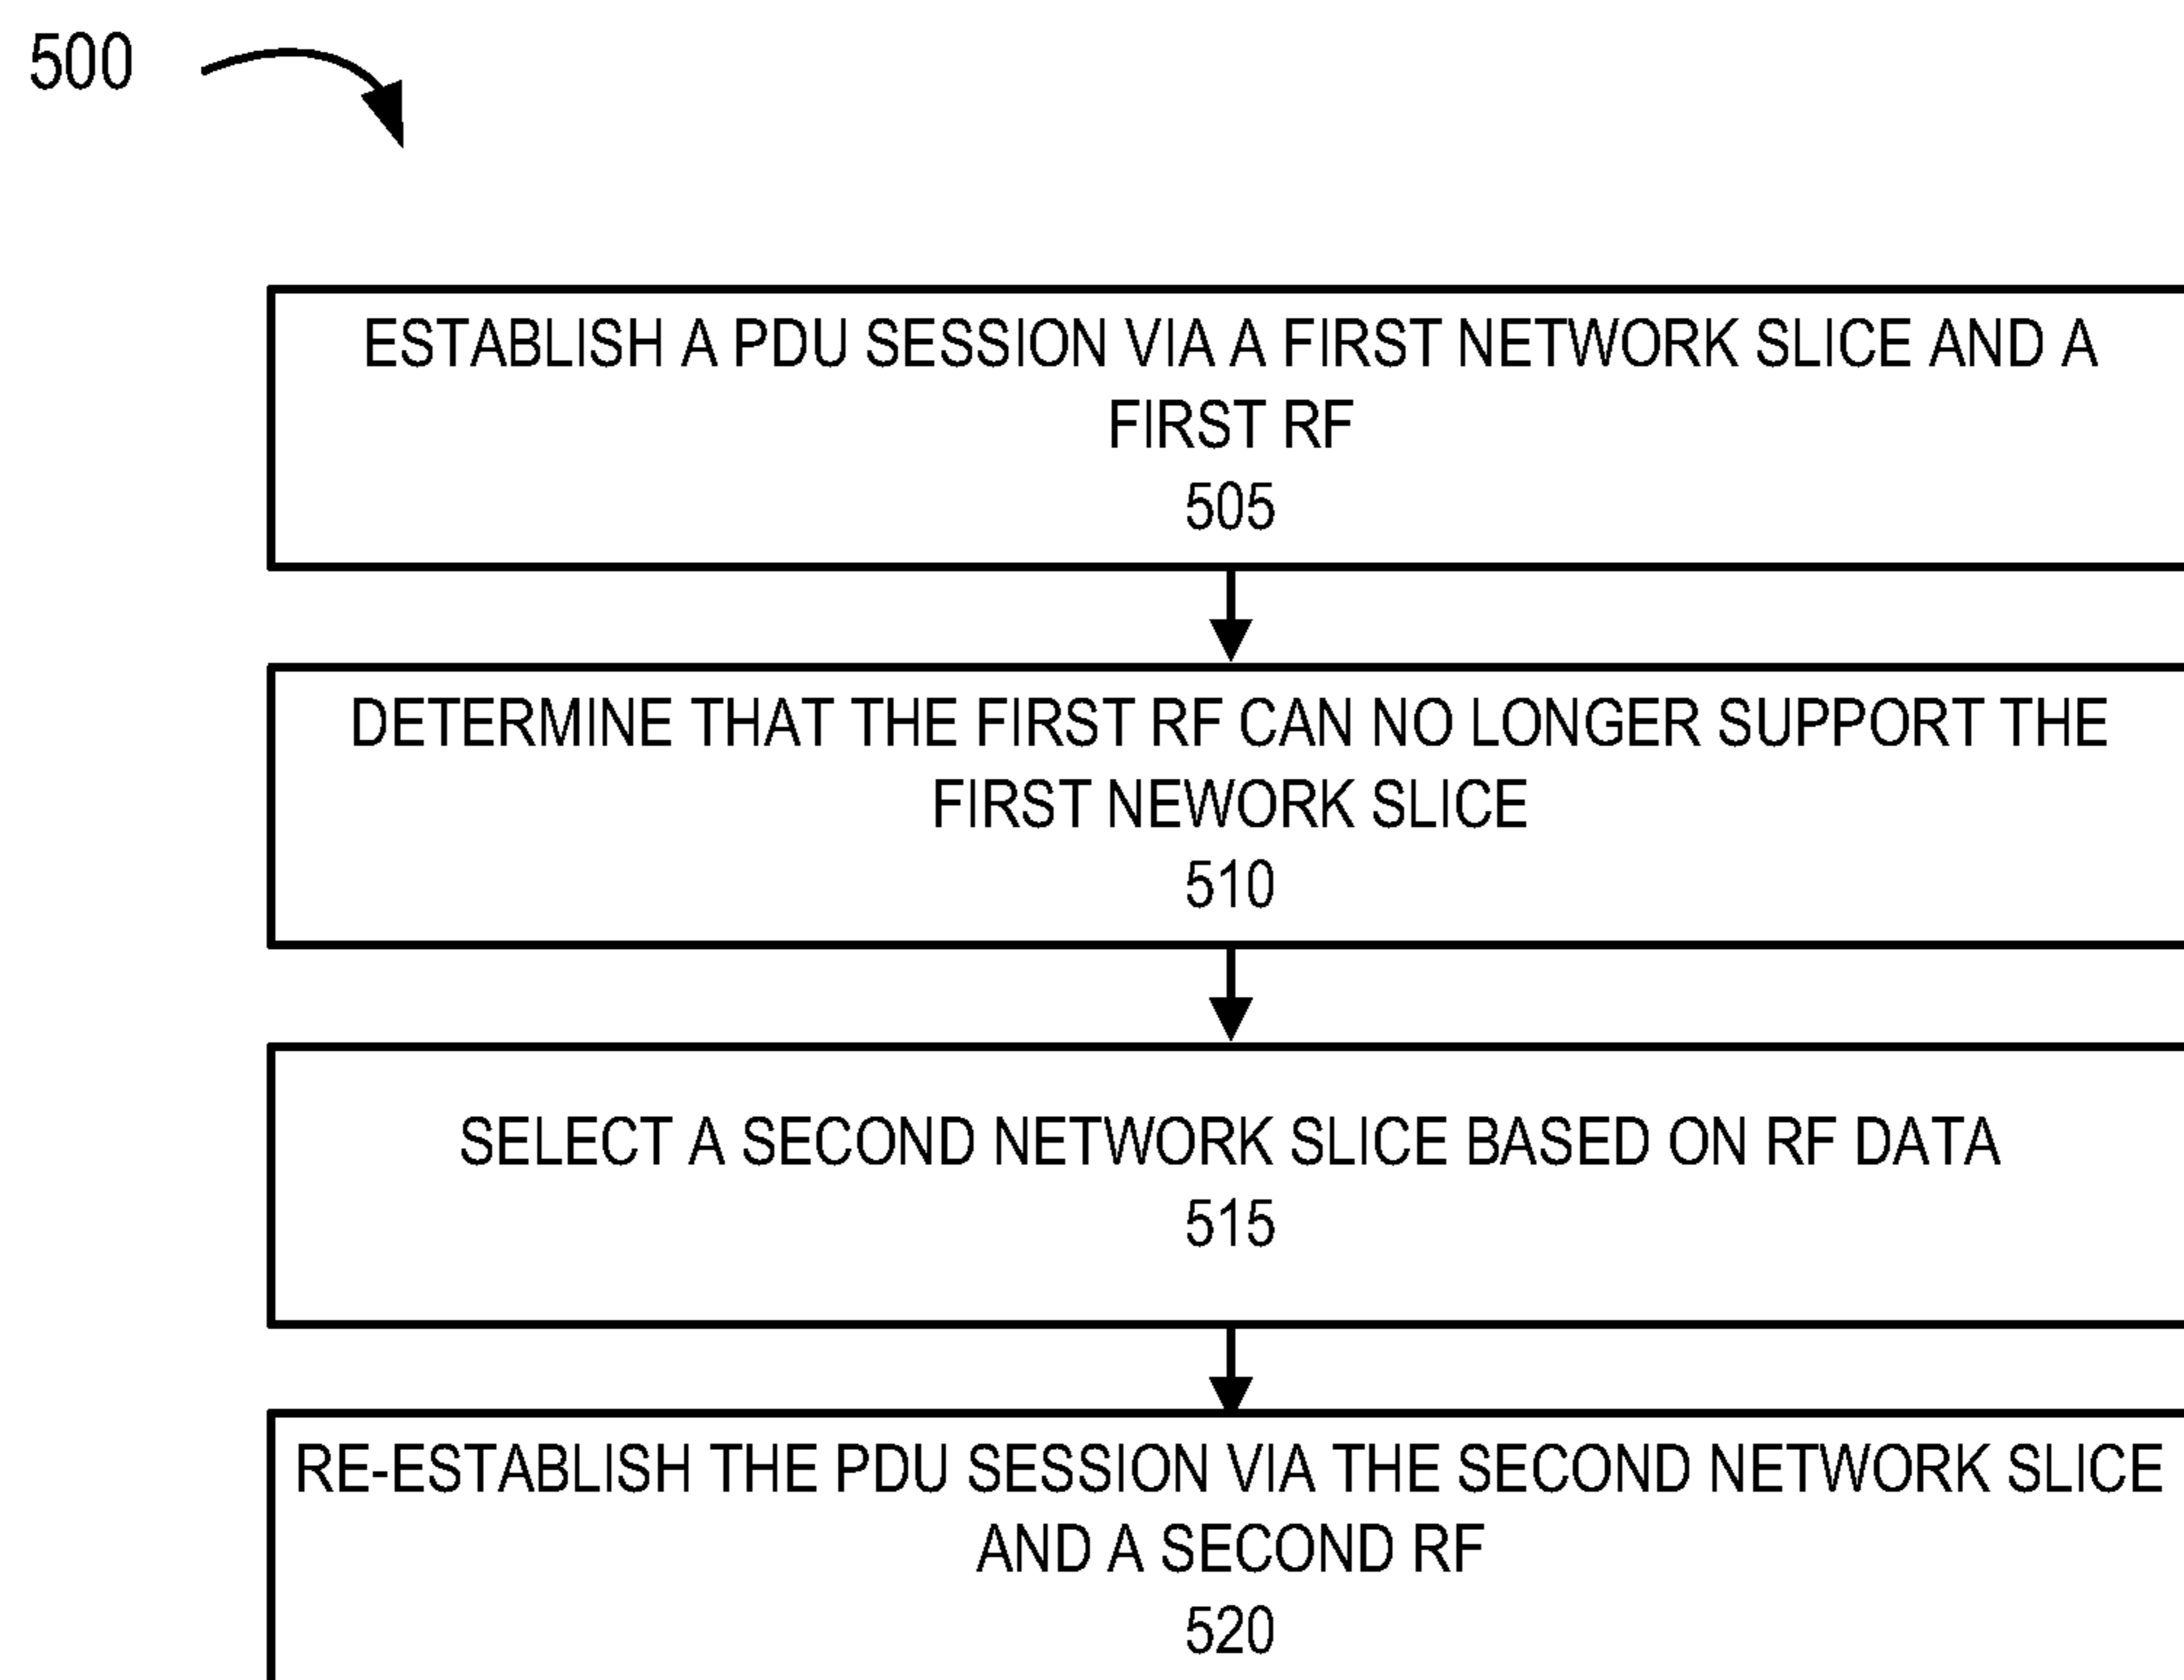 500
ESTABLISH A PDU SESSION VIA A FIRST NETWORK SLICE AND A
FIRST RF
505
DETERMINE THAT THE FIRST RF CAN NO LONGER SUPPORT THE
FIRST NEWORK SLICE
510
SELECT A SECOND NETWORK SLICE BASED ON RF DATA
515
RE-ESTABLISH THE PDU SESSION VIA THE SECOND NETWORK SLICE
AND A SECOND RF
520